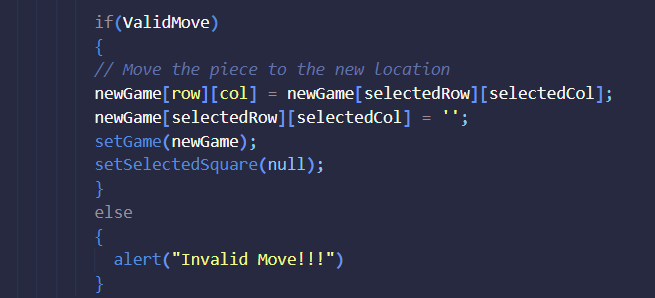 if(ValidMove)
{
// Move the piece to the new location
newGame[row][col] = newGame[selectedRow][selectedCol];
newGame[selectedRow][selectedCol] = '';
setGame(newGame);
setSelectedSquare(null);
}
else
{
alert("Invalid Move!!!")
}